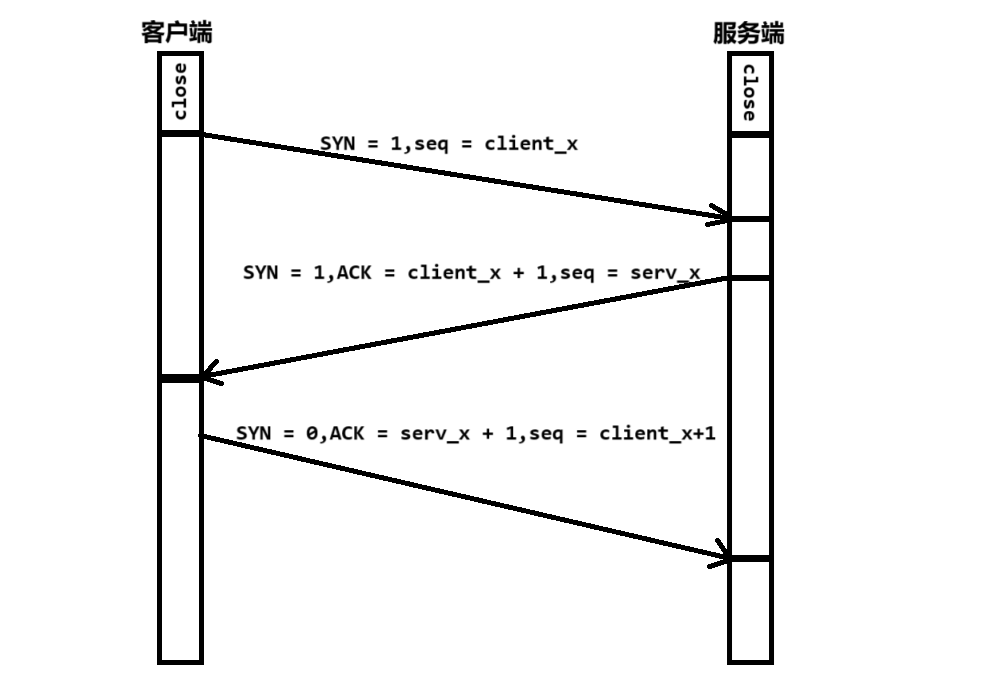 客户端
服务端
close
close
SYN = 1,seq = client_x
SYN = 1,ACK = client_x + 1,seq = serv_x
SYN = 0,ACK = serv_x + 1,seq = client_x+1